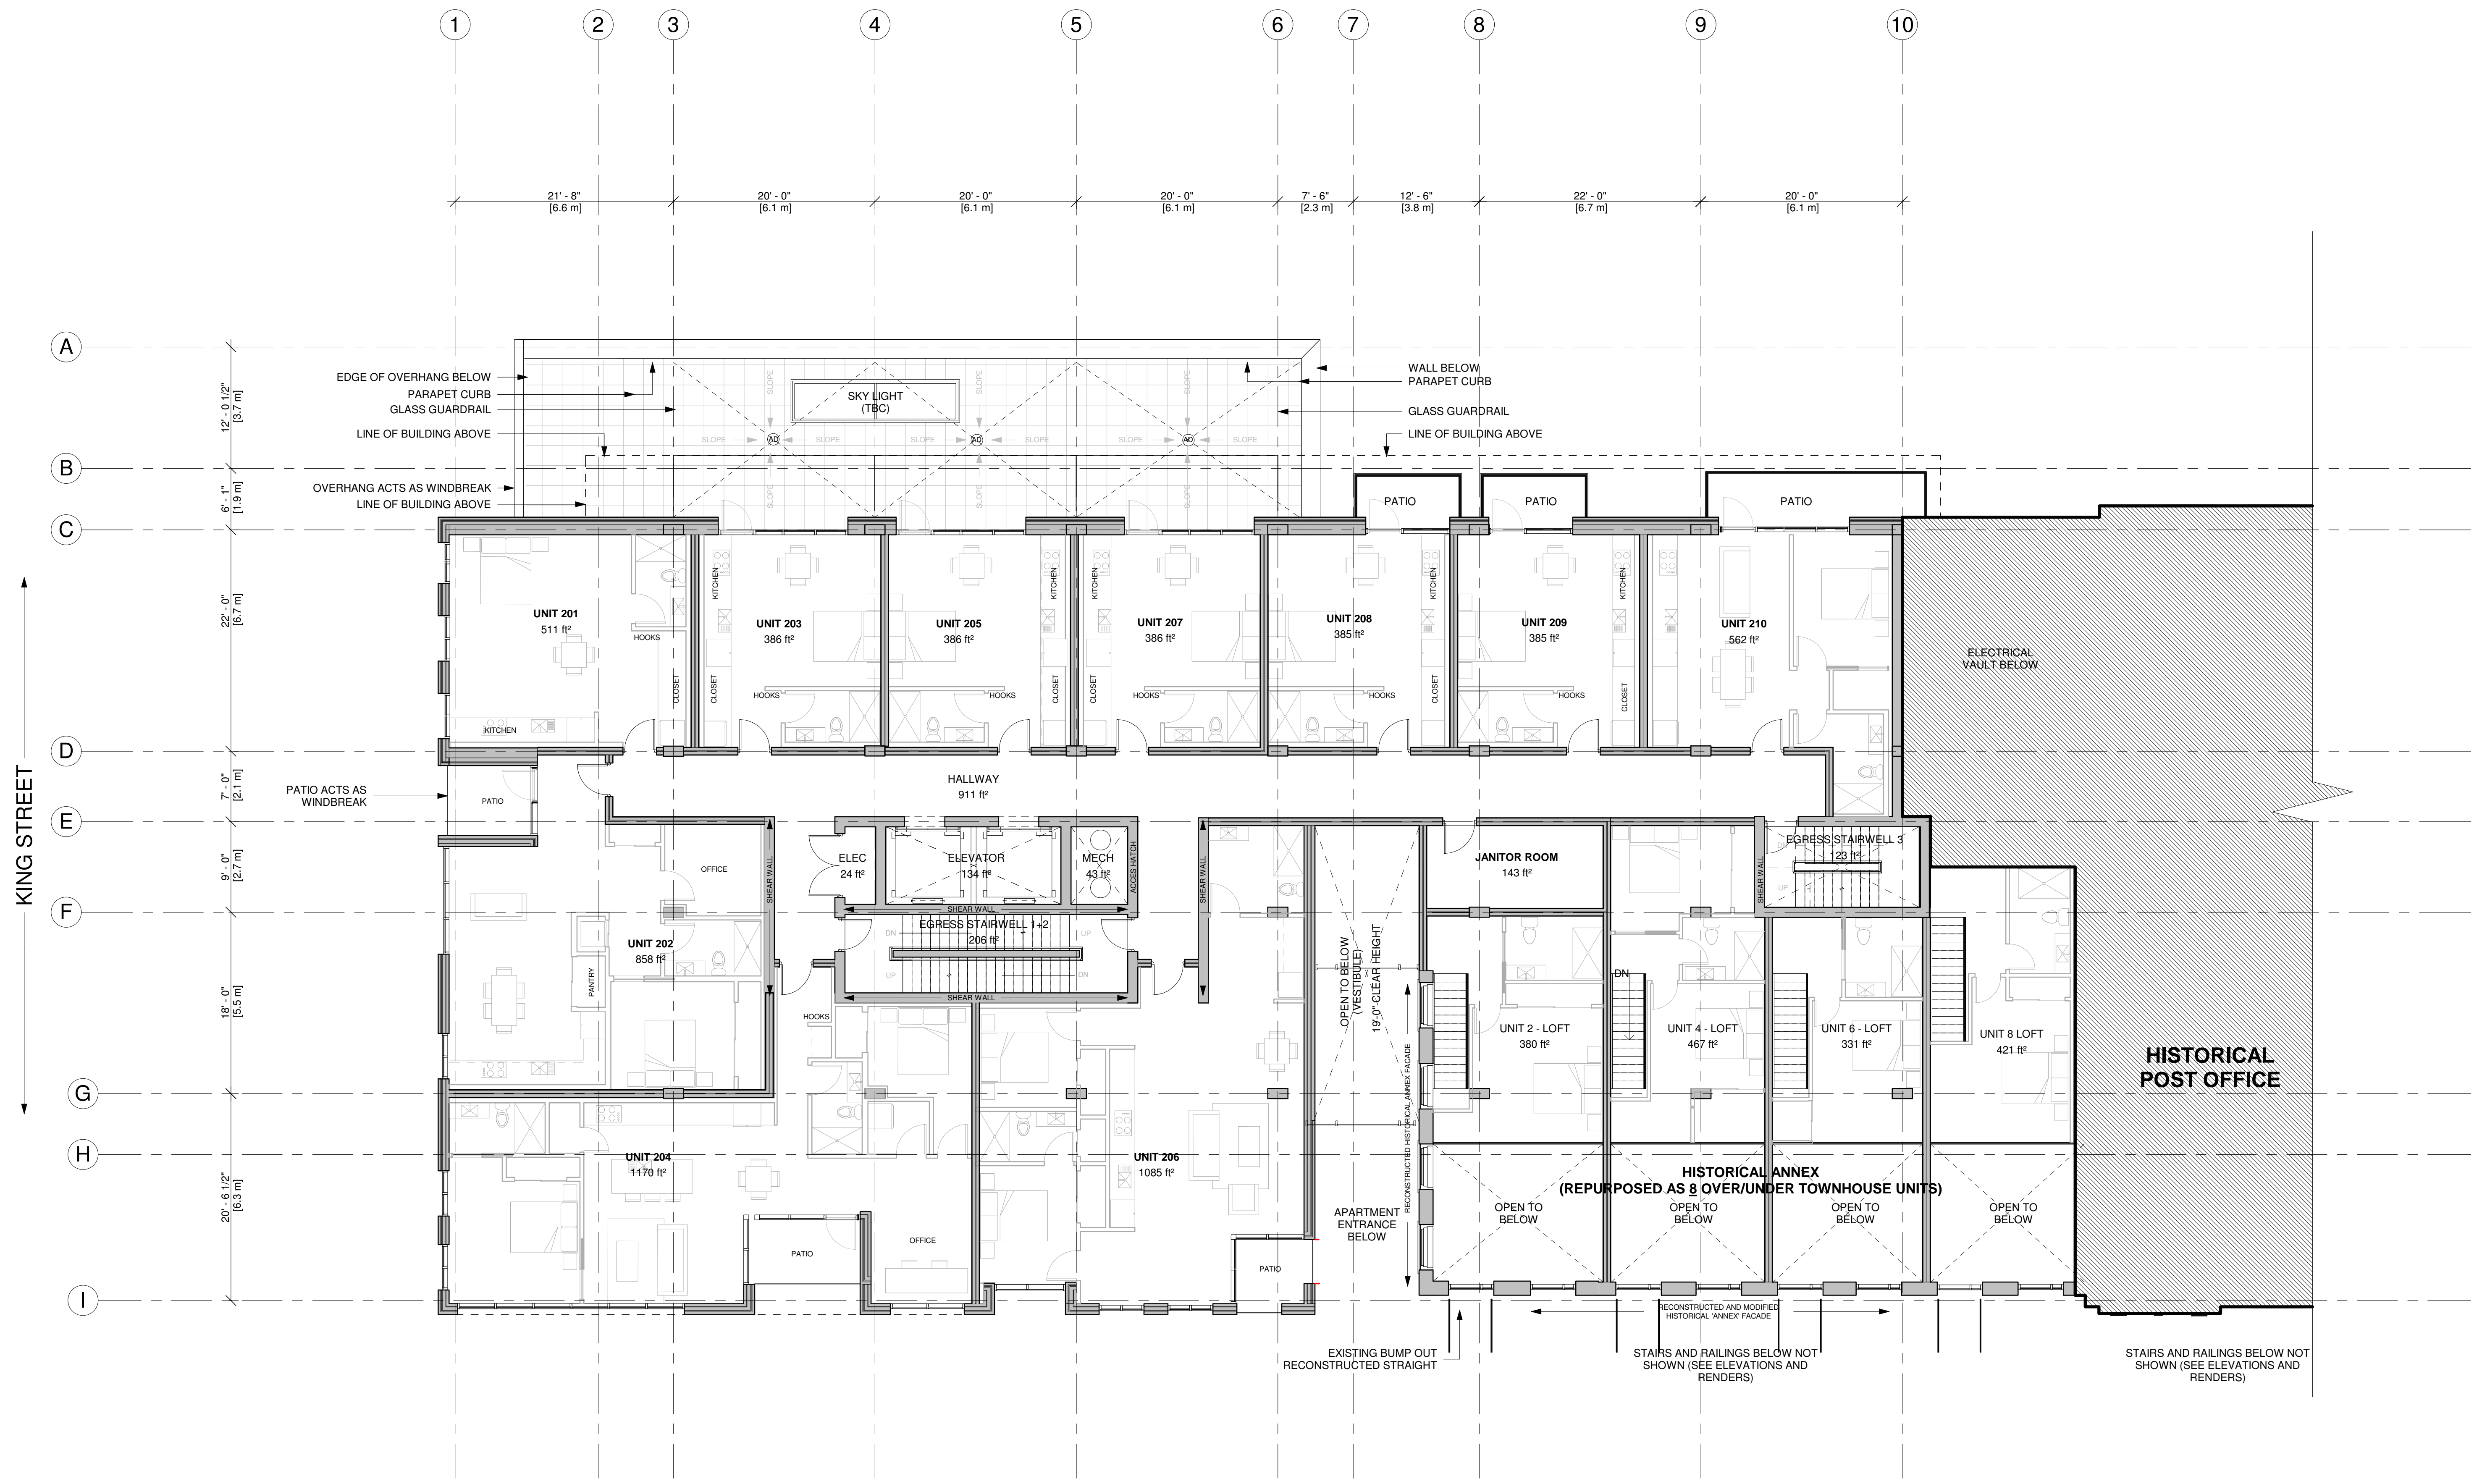 1
2
3
4
5
6
7
8
9
10
21' - 8"
[6.6 m]
20' - 0"
[6.1 m]
20' - 0"
[6.1 m]
20' - 0"
[6.1 m]
7' - 6"
[2.3 m]
12' - 6"
[3.8 m]
22' - 0"
[6.7 m]
20' - 0"
[6.1 m]
A
B
C
D
E
F
G
H
I
12' - 0 1/2"
[3.7 m]
6' - 1"
[1.9 m]
22' - 0"
[6.7 m]
7' - 0"
[2.1 m]
9' - 0"
[2.7 m]
18' - 0"
[5.5 m]
20' - 6 1/2"
[6.3 m]
KING STREET
EDGE OF OVERHANG BELOW
PARAPET CURB
GLASS GUARDRAIL
LINE OF BUILDING ABOVE
OVERHANG ACTS AS WINDBREAK
LINE OF BUILDING ABOVE
WALL BELOW
PARAPET CURB
GLASS GUARDRAIL
LINE OF BUILDING ABOVE
SKY LIGHT
(TBC)
SLOPE
SLOPE
SLOPE
SLOPE
AD
SLOPE
SLOPE
AD
SLOPE
SLOPE
AD
SLOPE
SLOPE
SLOPE
SLOPE
PATIO
PATIO
PATIO
UNIT 201
511 ft²
HOOKS
CLOSET
KITCHEN
KITCHEN
UNIT 203
386 ft²
CLOSET
HOOKS
UNIT 205
386 ft²
KITCHEN
CLOSET
HOOKS
KITCHEN
UNIT 207
386 ft²
CLOSET
HOOKS
UNIT 208
385 ft²
KITCHEN
CLOSET
HOOKS
UNIT 209
385 ft²
KITCHEN
CLOSET
HOOKS
UNIT 210
562 ft²
ELECTRICAL
VAULT BELOW
PATIO ACTS AS
WINDBREAK
PATIO
HALLWAY
911 ft²
OFFICE
SHEAR WALL
ELEC
24 ft²
ELEVATOR
134 ft²
MECH
43 ft²
ACCES HATCH
SHEAR WALL
SHEAR WALL
EGRESS STAIRWELL 1+2
206 ft²
DN
UP
UP
DN
SHEAR WALL
JANITOR ROOM
143 ft²
SHEAR WALL
EGRESS STAIRWELL 3
123 ft²
UP
UNIT 202
858 ft²
PANTRY
HOOKS
OPEN TO BELOW
(VESTIBULE)
19'-0" CLEAR HEIGHT
DN
UNIT 2 - LOFT
380 ft²
UNIT 4 - LOFT
467 ft²
UNIT 6 - LOFT
331 ft²
UNIT 8 LOFT
421 ft²
HISTORICAL
POST OFFICE
RECONSTRUCTED HISTORICAL ANNEX FACADE
UNIT 204
1170 ft²
UNIT 206
1085 ft²
HISTORICAL ANNEX
(REPURPOSED AS 8 OVER/UNDER TOWNHOUSE UNITS)
APARTMENT
ENTRANCE
BELOW
OPEN TO
BELOW
OPEN TO
BELOW
OPEN TO
BELOW
OPEN TO
BELOW
PATIO
OFFICE
PATIO
RECONSTRUCTED AND MODIFIED
HISTORICAL 'ANNEX' FACADE
EXISTING BUMP OUT
RECONSTRUCTED STRAIGHT
STAIRS AND RAILINGS BELOW NOT
SHOWN (SEE ELEVATIONS AND
RENDERS)
STAIRS AND RAILINGS BELOW NOT
SHOWN (SEE ELEVATIONS AND
RENDERS)